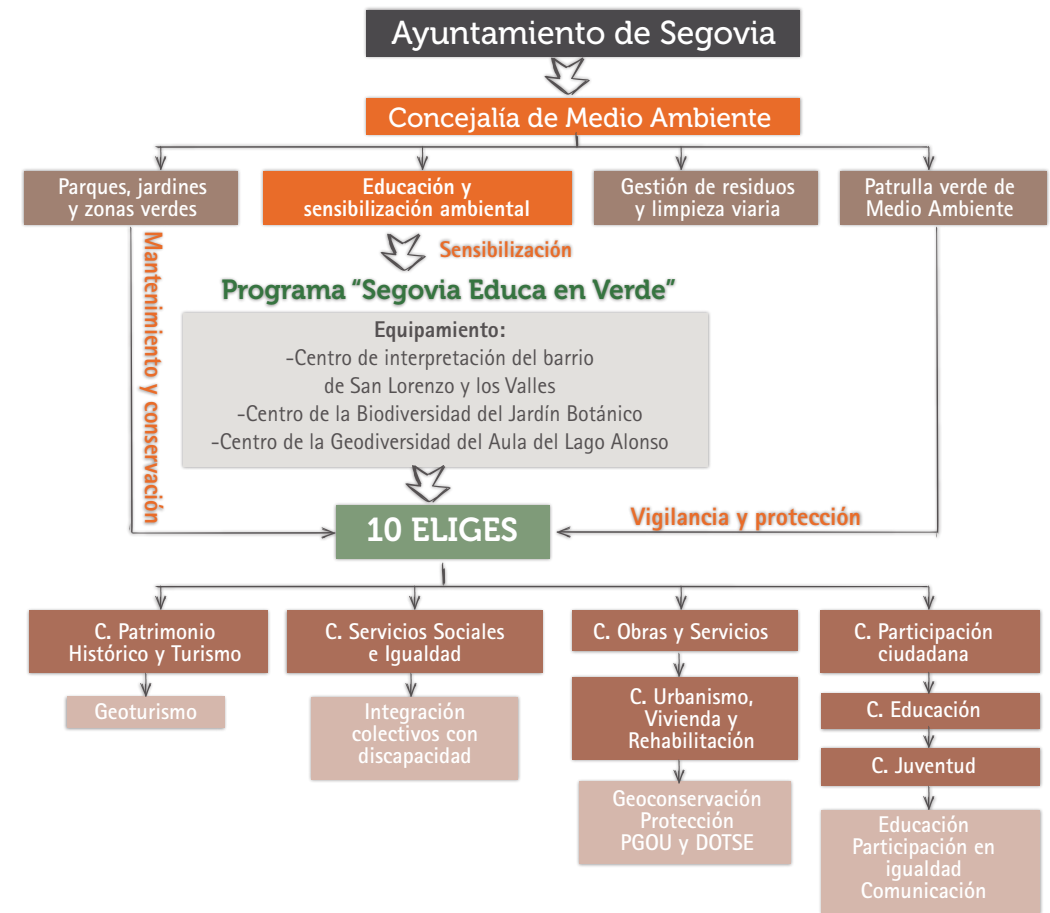 Ayuntamiento de Segovia
Concejalía de Medio Ambiente
Parques, jardines
y zonas verdes
Educación y
sensibilización ambiental
Gestión de residuos
y limpieza viaria
Patrulla verde de
Medio Ambiente
Mantenimiento y conservación
Sensibilización
Programa “Segovia Educa en Verde”
Equipamiento:
-Centro de interpretación del barrio
de San Lorenzo y los Valles
-Centro de la Biodiversidad del Jardín Botánico
-Centro de la Geodiversidad del Aula del Lago Alonso
10 ELIGES
Vigilancia y protección
C. Patrimonio
Histórico y Turismo
Geoturismo
C. Servicios Sociales
e Igualdad
Integración
colectivos con
discapacidad
C. Obras y Servicios
C. Urbanismo,
Vivienda y
Rehabilitación
Geoconservación
Protección
PGOU y DOTSE
C. Participación
ciudadana
C. Educación
C. Juventud
Educación
Participación en
igualdad
Comunicación